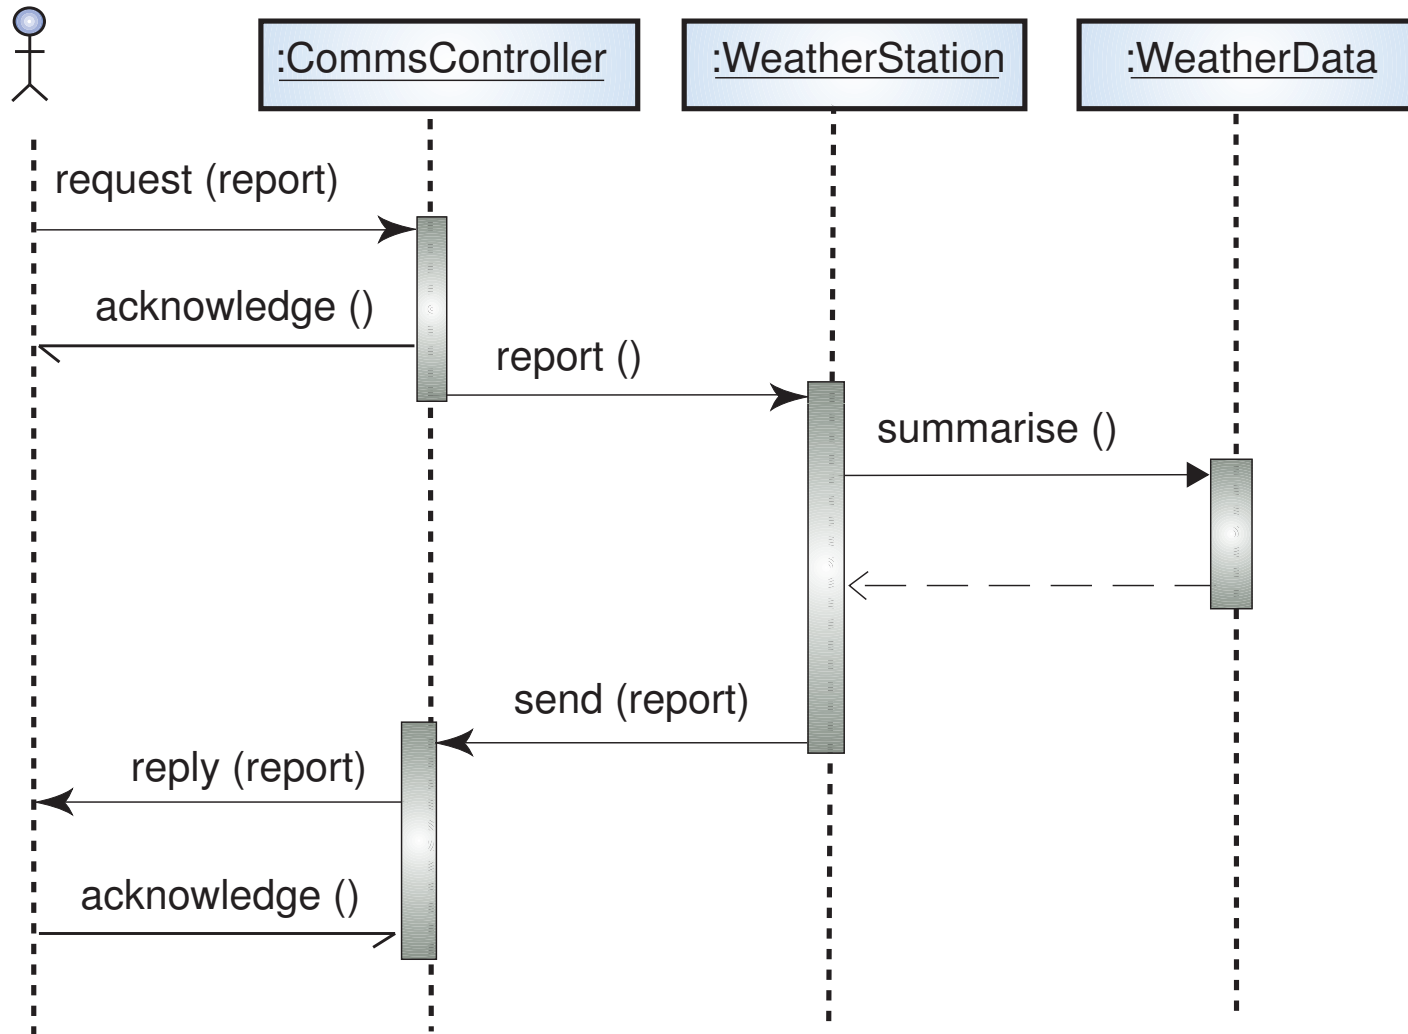 :CommsController
:WeatherStation
:WeatherData
request (report)
acknowledge ()
report ()
summarise ()
send (report)
reply (report)
acknowledge ()